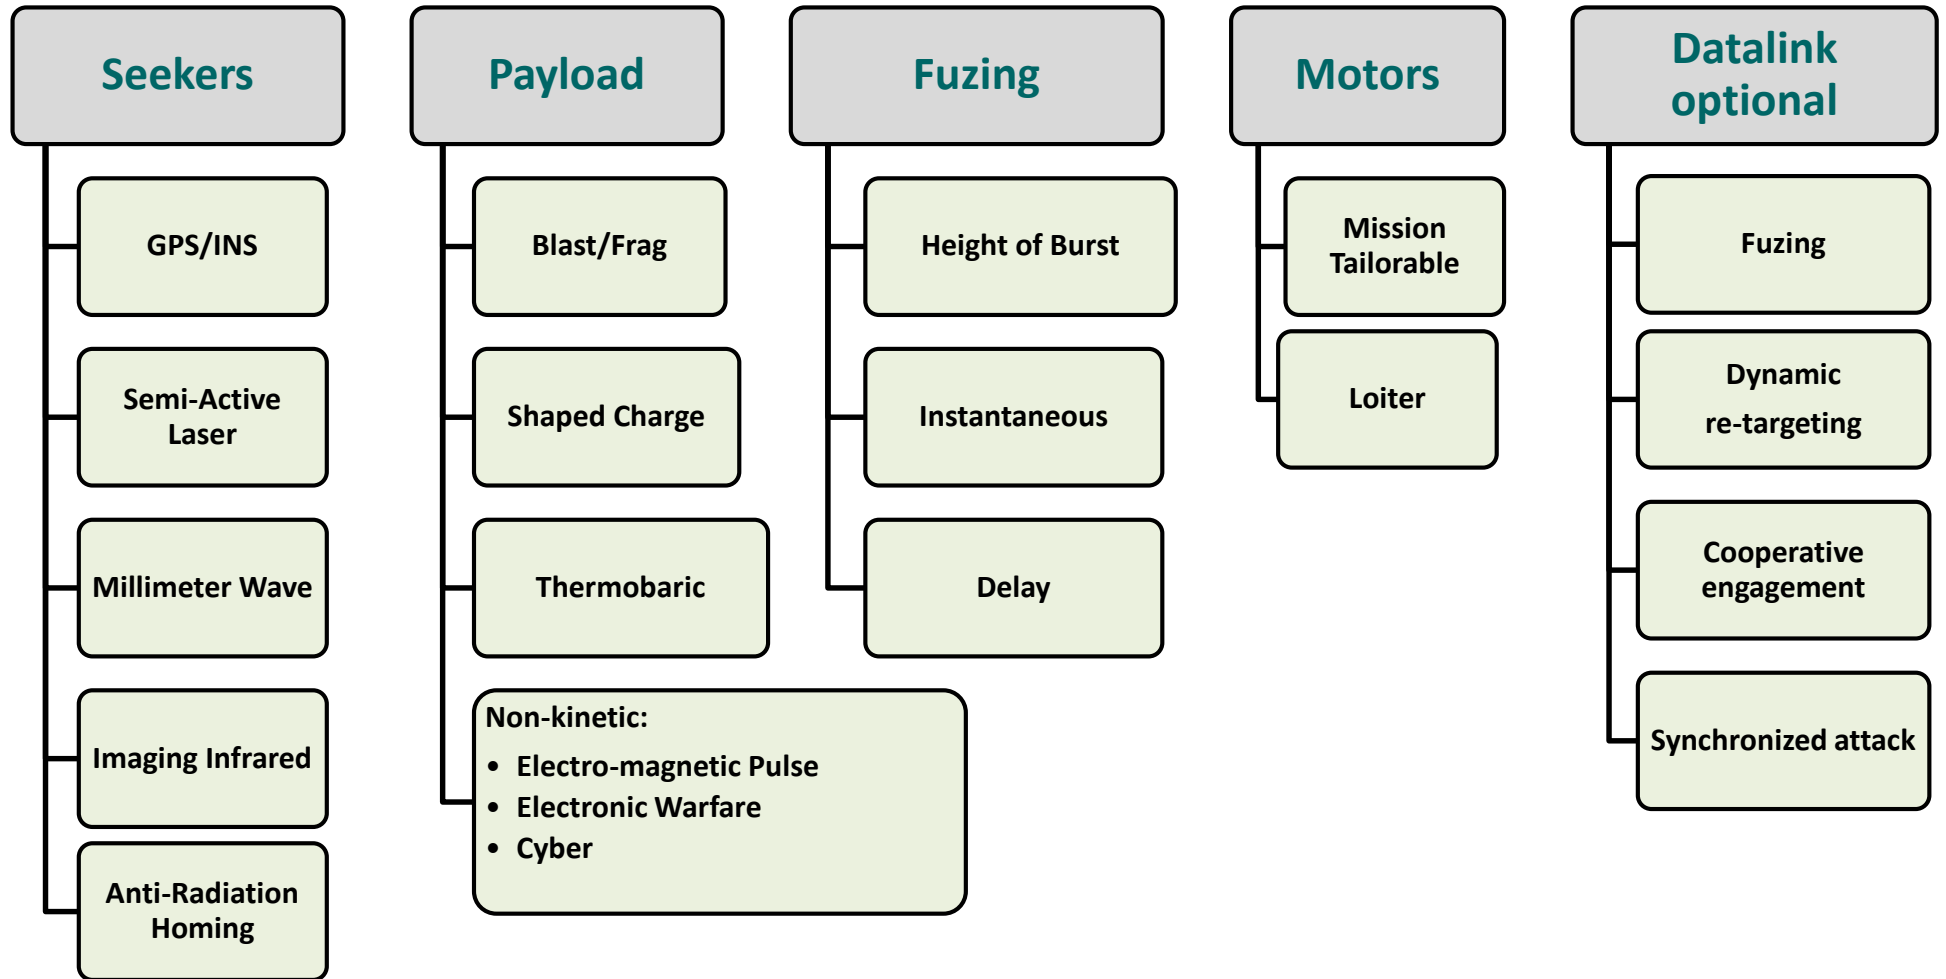 Seekers
GPS/INS
Semi-Active
Laser
Millimeter Wave
Imaging Infrared
Anti-Radiation
Homing
Payload
Blast/Frag
Shaped Charge
Thermobaric
Non-kinetic:
• Electro-magnetic Pulse
• Electronic Warfare
• Cyber
Fuzing
Height of Burst
Instantaneous
Delay
Motors
Mission
Tailorable
Loiter
Datalink
optional
Fuzing
Dynamic
re-targeting
Cooperative
engagement
Synchronized attack